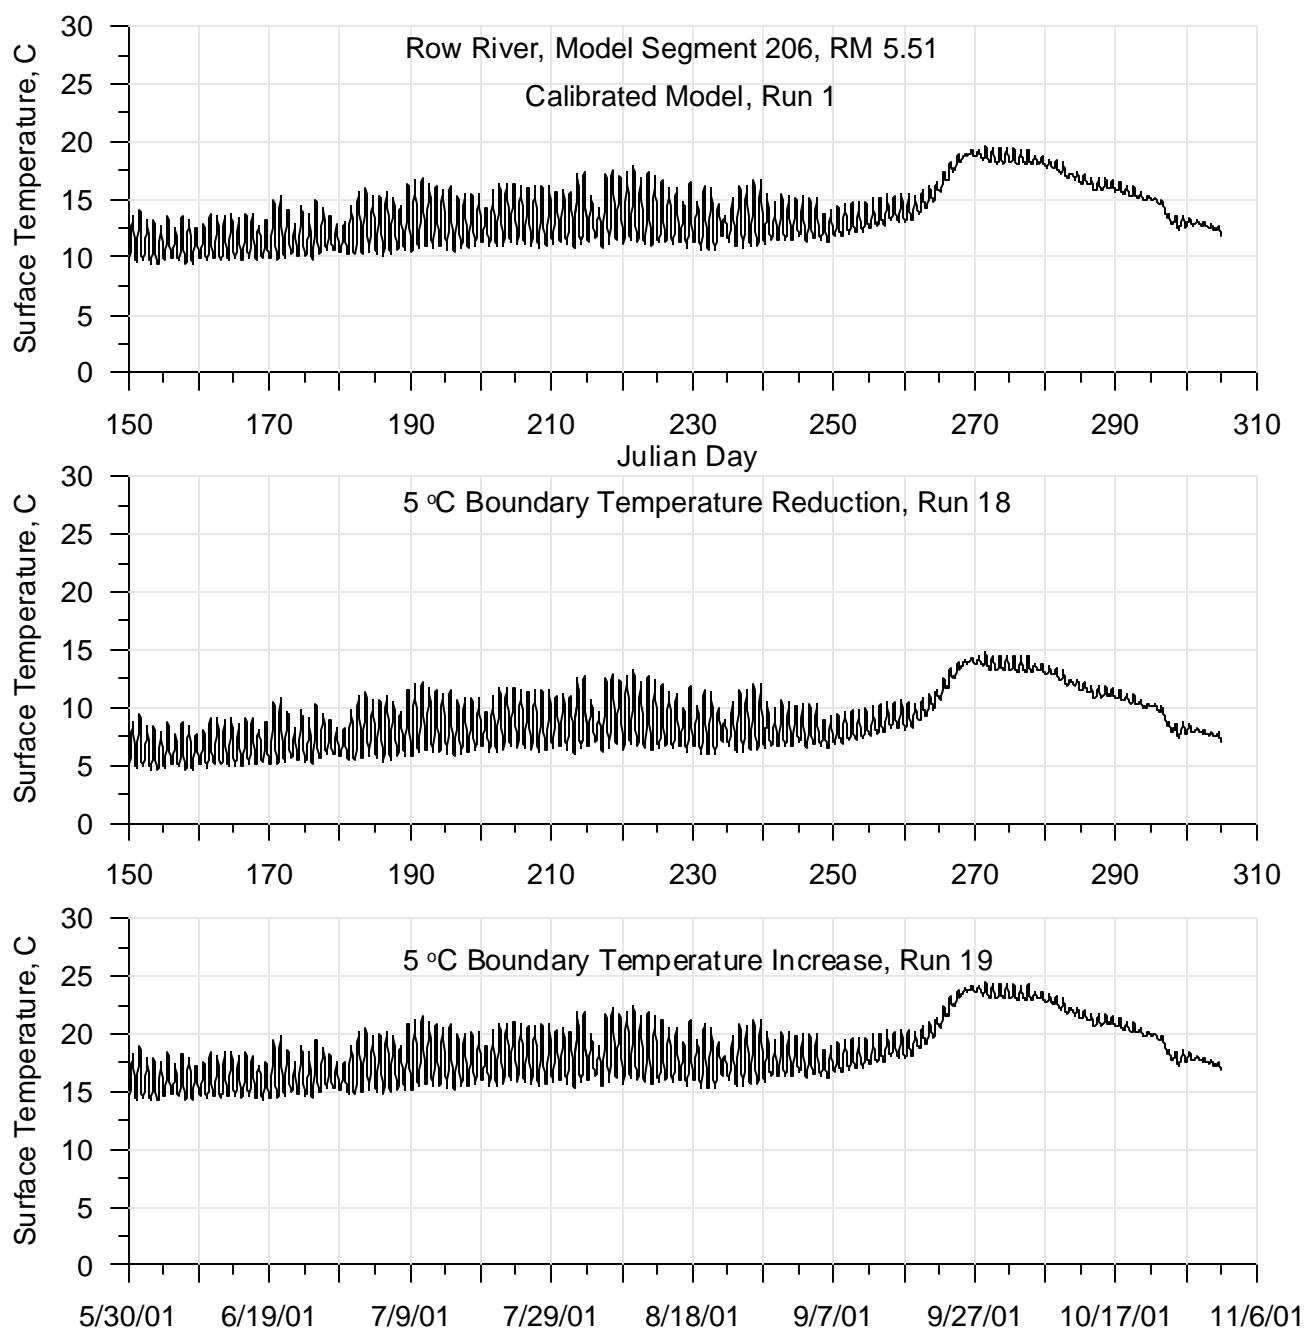 30
25
20
15
10
5
0
Surface Temperature, C
Row River, Model Segment 206, RM 5.51
Calibrated Model, Run 1
150 170 190 210 230 250 270 290 310
Julian Day
30
25
20
15
10
5
0
Surface Temperature, C
5 °C Boundary Temperature Reduction, Run 18
150 170 190 210 230 250 270 290 310
30
25
20
15
10
5
0
Surface Temperature, C
5 °C Boundary Temperature Increase, Run 19
5/30/01 6/19/01 7/9/01 7/29/01 8/18/01 9/7/01 9/27/01 10/17/01 11/6/01